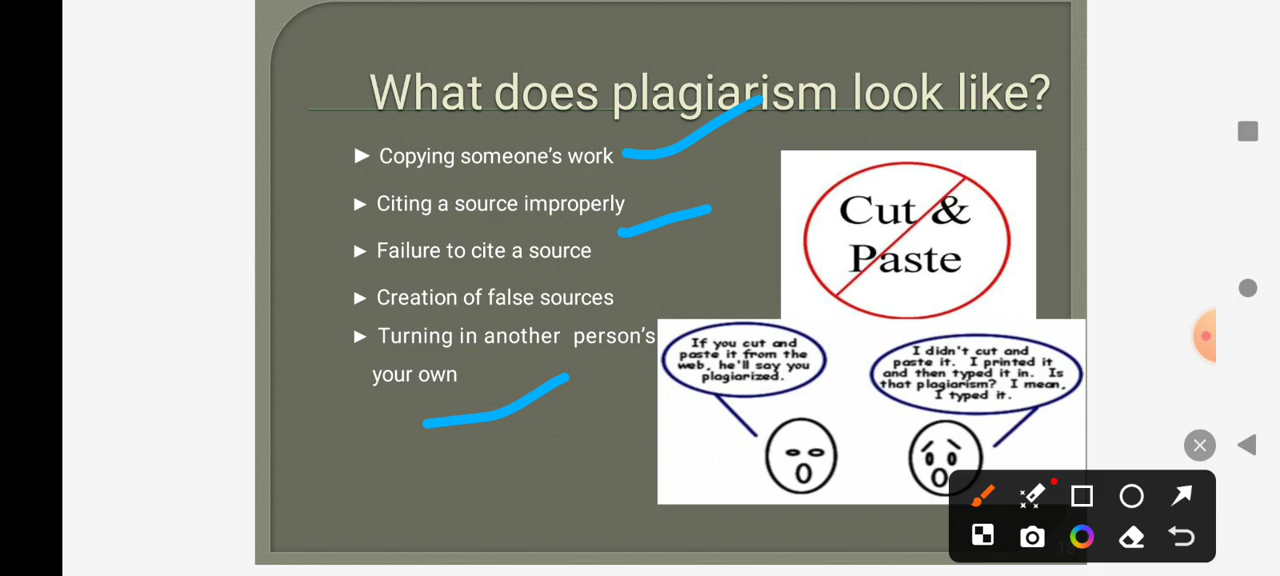 What does plagiarism look like?
► Copying someone's work
► Citing a source improperly
► Failure to cite a source
► Creation of false sources
► Turning in another person's
your own
Cut &
Paste
If you cut and
paste it from the
web, he'll say you
plagiarized.
I didn't cut and
paste it. I printed it
and then typed it in. Is
that plagiarism? I mean,
I typed it.